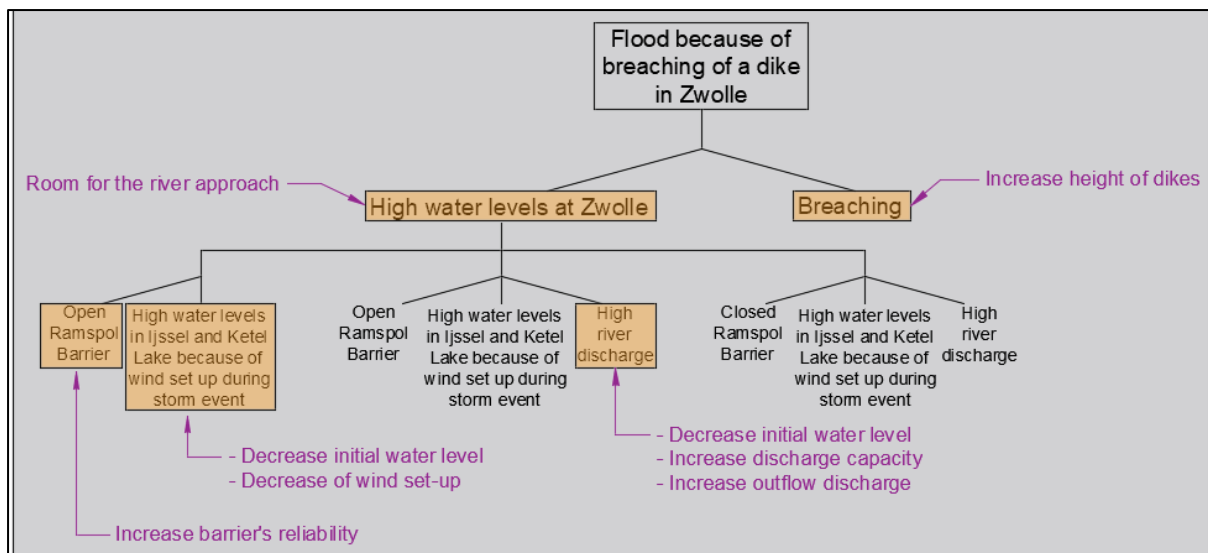 Flood because of
breaching of a dike
in Zwolle
Room for the river approach
Increase height of dikes
High water levels at Zwolle
Breaching
Open
Ramspol
Barrier
High water levels
in Ijssel and Ketel
Lake because of
wind set up during
storm event
Open
Ramspol
Barrier
High water levels
in Ijssel and Ketel
Lake because of
wind set up during
storm event
High
river
discharge
Closed
Ramspol
Barrier
High water levels
in Ijssel and Ketel
Lake because of
wind set up during
storm event
High
river
discharge
- Decrease initial water level
- Decrease of wind set-up
- Decrease initial water level
- Increase discharge capacity
- Increase outflow discharge
Increase barrier's reliability